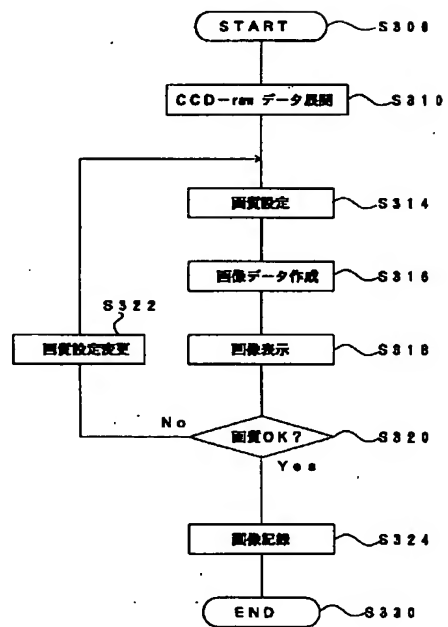 START
S308
CCD-raw データ展開
S310
画質設定
S314
画像データ作成
S316
S322
画質設定変更
画像表示
S318
No
画質OK?
S320
Yes
画像記録
S324
END
S330